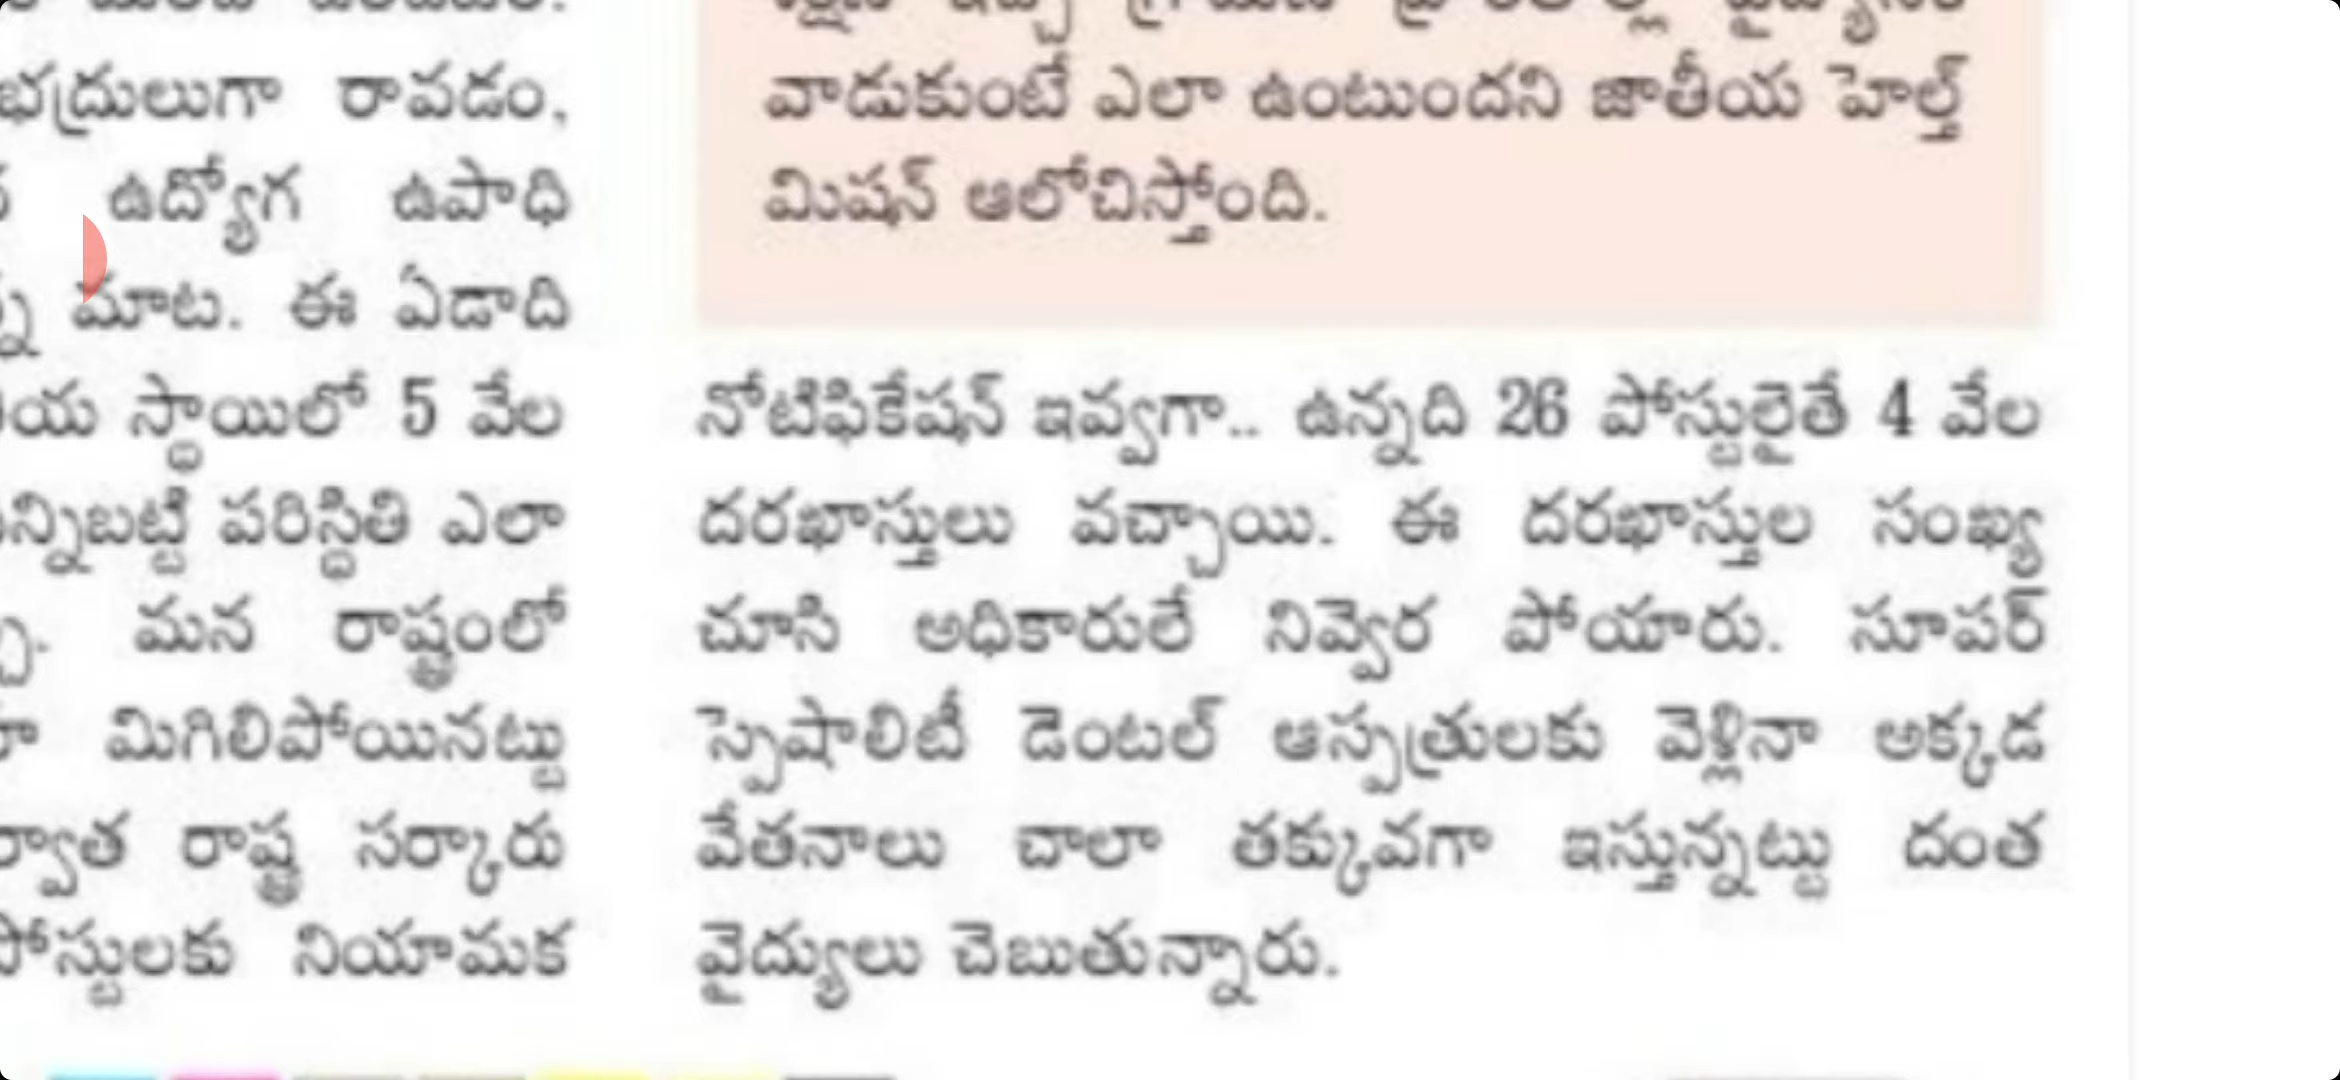 భద్రులుగా రావడం,
ఉద్యోగ ఉపాధి
మాట. ఈ ఏడాది
స్థాయిలో 5 వేల
పరిస్థితి ఎలా
మన రాష్ట్రంలో
మిగిలిపోయినట్టు
రాష్ట్ర సర్కారు
పోస్టులకు నియామక
వాడుకుంటే ఎలా ఉంటుందని జాతీయ హెల్త్
మిషన్ ఆలోచిస్తోంది.
నోటిఫికేషన్ ఇవ్వగా.. ఉన్నది 26 పోస్టులైతే 4 వేల
దరఖాస్తులు వచ్చాయి. ఈ దరఖాస్తుల సంఖ్య
చూసి అధికారులే నివ్వెర పోయారు. సూపర్
స్పెషాలిటీ డెంటల్ ఆస్పత్రులకు వెళ్లినా అక్కడ
వేతనాలు చాలా తక్కువగా ఇస్తున్నట్టు దంత
వైద్యులు చెబుతున్నారు.